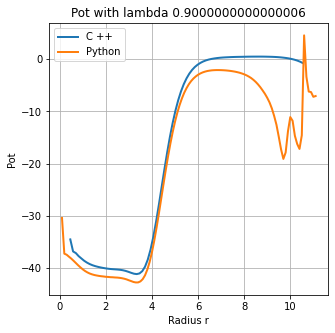 Pot with lambda 0.9000000000000006
C ++
Python
Pot
0
−10
−20
−30
−40
0 2 4 6 8 10
Radius r